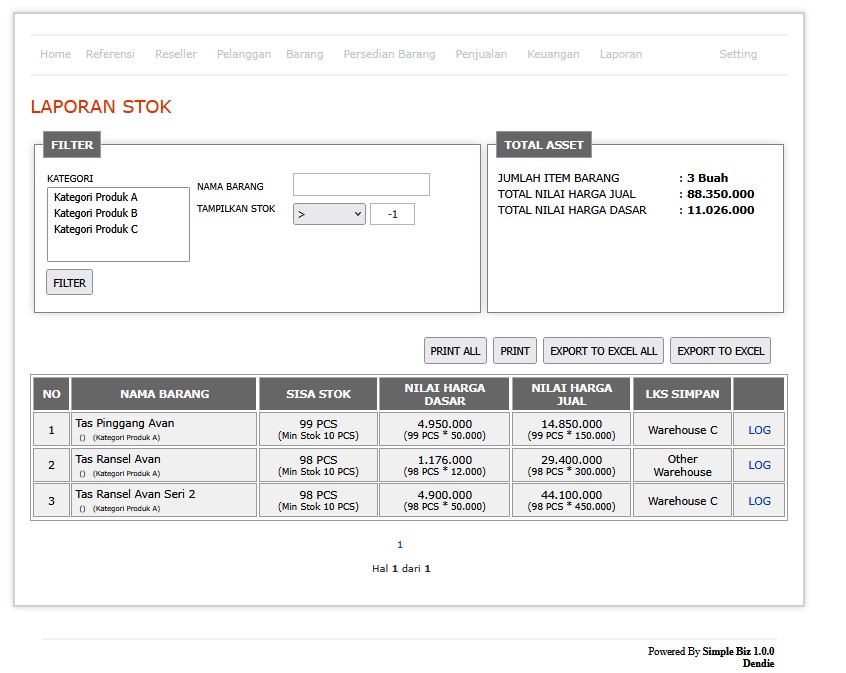 Home Referensi Reseller Pelanggan Barang Persedian Barang Penjualan Keuangan Laporan Setting
LAPORAN STOK
FILTER
KATEGORI
Kategori Produk A
Kategori Produk B
Kategori Produk C
NAMA BARANG
TAMPILKAN STOK > -1
FILTER
TOTAL ASSET
JUMLAH ITEM BARANG : 3 Buah
TOTAL NILAI HARGA JUAL : 88.350.000
TOTAL NILAI HARGA DASAR : 11.026.000
PRINT ALL PRINT EXPORT TO EXCEL ALL EXPORT TO EXCEL
NO NAMA BARANG SISA STOK NILAI HARGA DASAR NILAI HARGA JUAL LKS SIMPAN
1 Tas Pinggang Avan 99 PCS 4.950.000 14.850.000 Warehouse C LOG
() (Kategori Produk A) (Min Stok 10 PCS) (99 PCS * 50.000) (99 PCS * 150.000)
2 Tas Ransel Avan 98 PCS 1.176.000 29.400.000 Other Warehouse LOG
() (Kategori Produk A) (Min Stok 10 PCS) (98 PCS * 12.000) (98 PCS * 300.000)
3 Tas Ransel Avan Seri 2 98 PCS 4.900.000 44.100.000 Warehouse C LOG
() (Kategori Produk A) (Min Stok 10 PCS) (98 PCS * 50.000) (98 PCS * 450.000)
1
Hal 1 dari 1
Powered By Simple Biz 1.0.0
Dendie